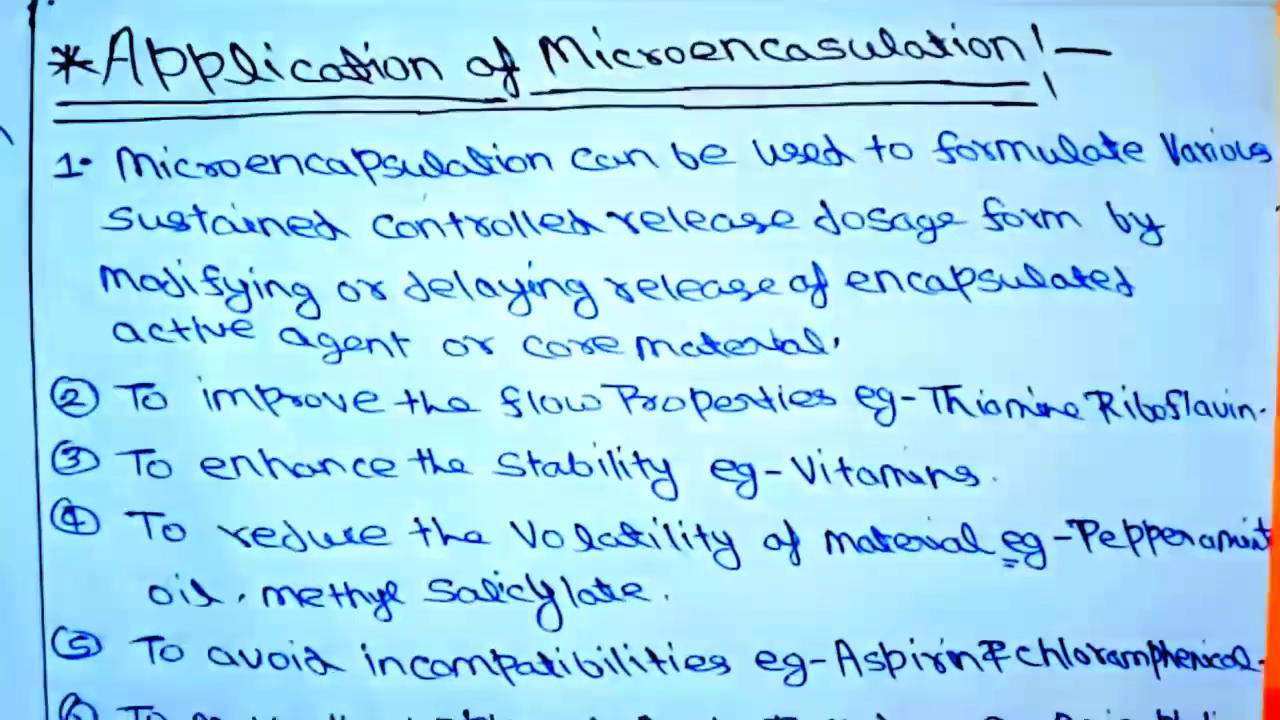 *Application of Microencasulation!—
1. Microencapsulation can be used to formulate Various
sustained controlled release dosage form by
modifying or delaying release of encapsulated
active agent or core material.
② To improve the flow Properties eg-Thiamine Riboflavin.
③ To enhance the Stability eg-Vitamins.
④ To reduce the Volatility of material eg-Pepperamint
oil, methyl Salicylate.
⑤ To avoid incompatibilities eg-Aspirin & chloramphenicol.
⑥ To